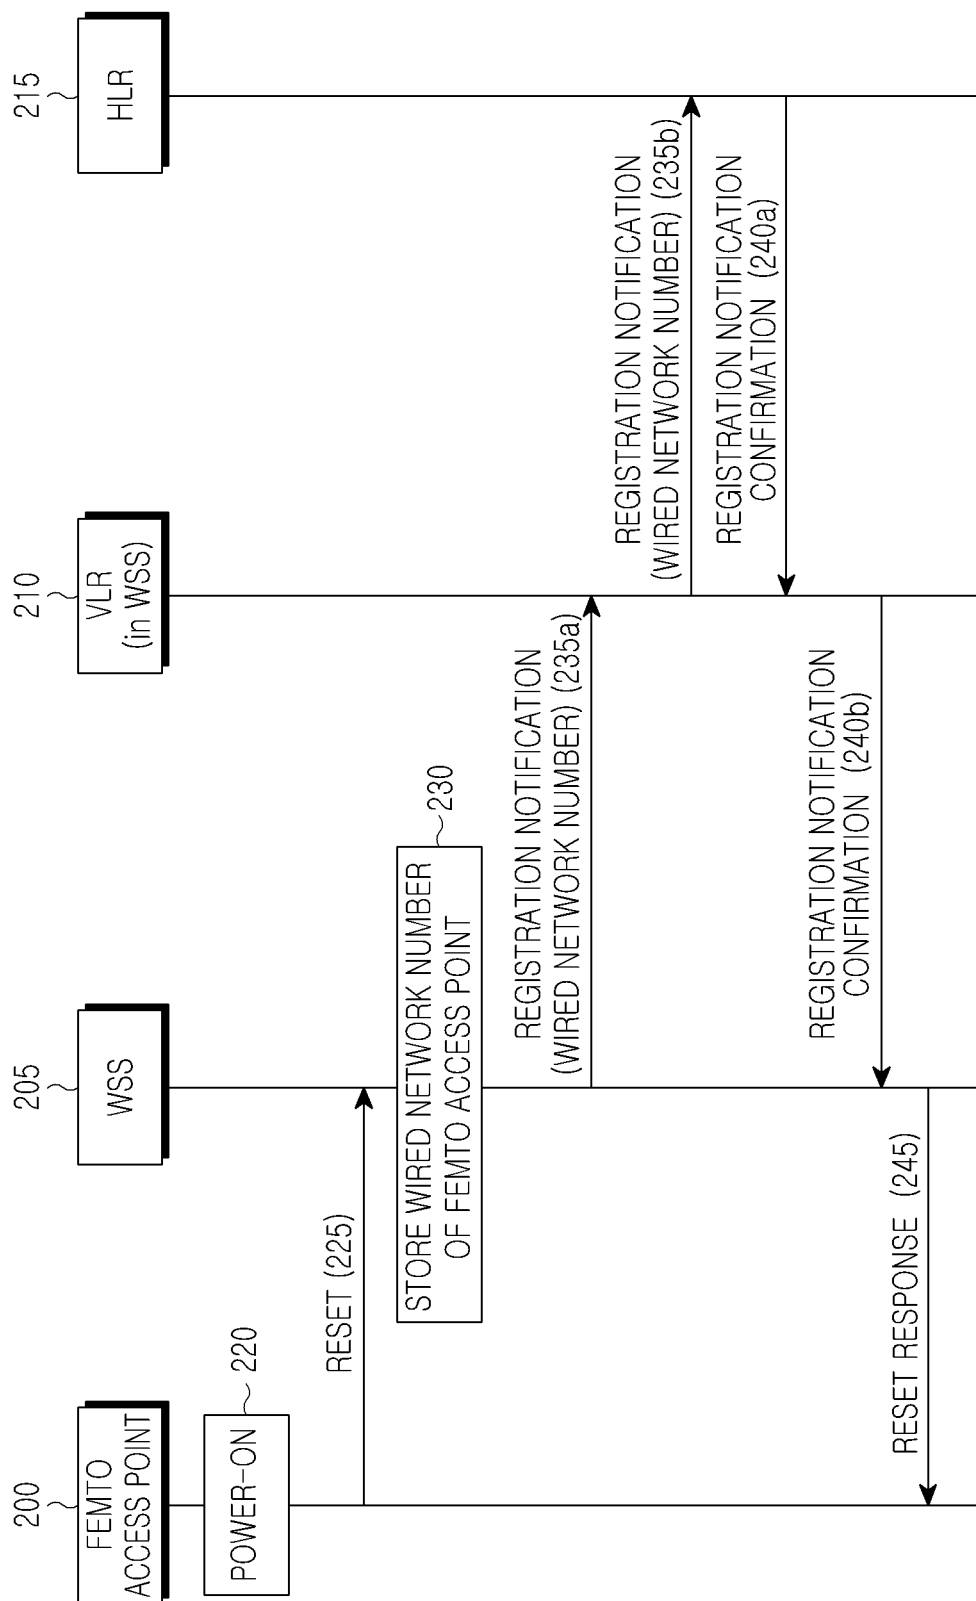 200
FEMTO
ACCESS POINT
205
WSS
210
VLR
(in WSS)
215
HLR
POWER-ON
220
RESET (225)
STORE WIRED NETWORK NUMBER
OF FEMTO ACCESS POINT
230
REGISTRATION NOTIFICATION
(WIRED NETWORK NUMBER) (235a)
REGISTRATION NOTIFICATION
(WIRED NETWORK NUMBER) (235b)
REGISTRATION NOTIFICATION
CONFIRMATION (240a)
REGISTRATION NOTIFICATION
CONFIRMATION (240b)
RESET RESPONSE (245)